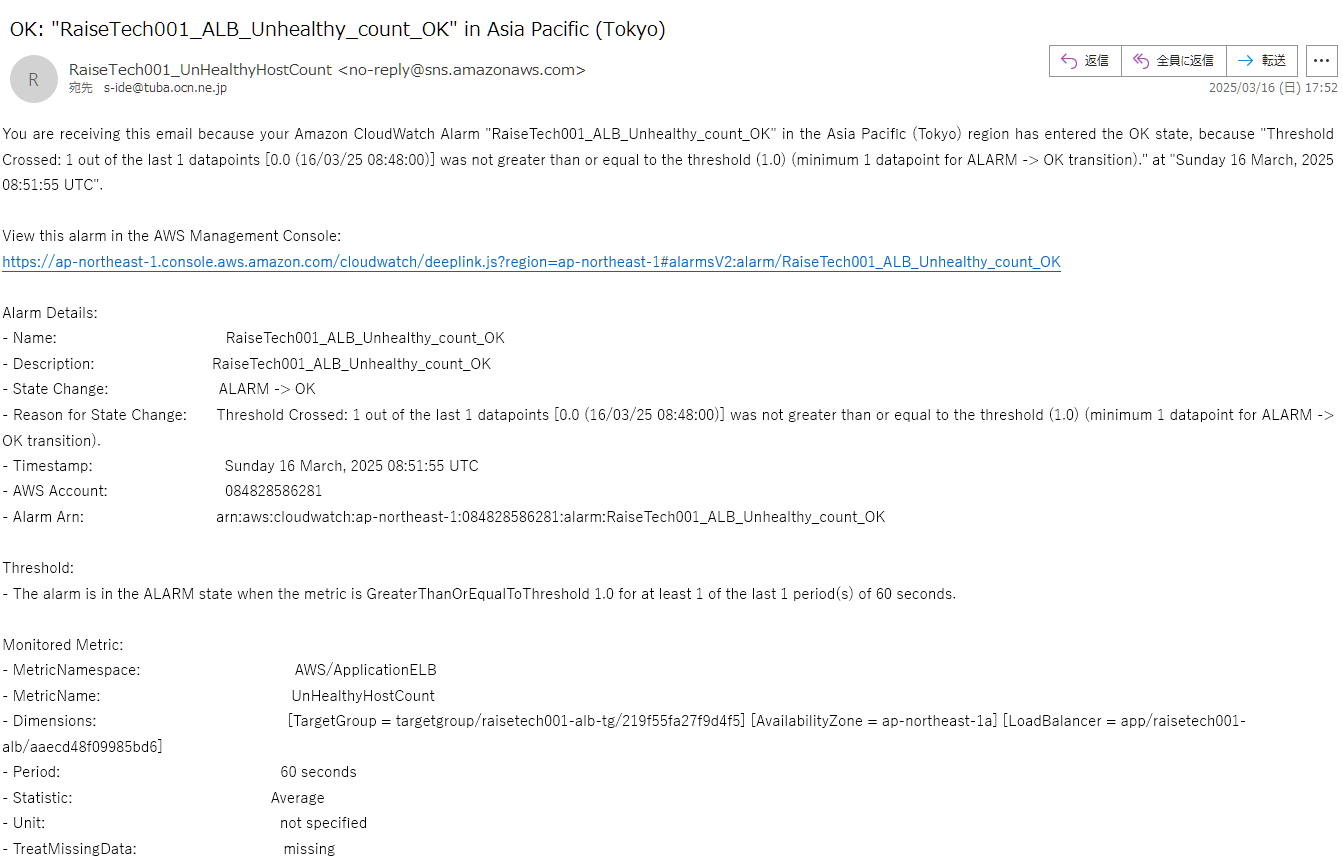 OK: "RaiseTech001_ALB_Unhealthy_count_OK" in Asia Pacific (Tokyo)
R
RaiseTech001_UnHealthyHostCount <no-reply@sns.amazonaws.com>
宛先 s-ide@tuba.ocn.ne.jp
返信 全員に返信 転送 ...
2025/03/16 (日) 17:52
You are receiving this email because your Amazon CloudWatch Alarm "RaiseTech001_ALB_Unhealthy_count_OK" in the Asia Pacific (Tokyo) region has entered the OK state, because "Threshold
Crossed: 1 out of the last 1 datapoints [0.0 (16/03/25 08:48:00)] was not greater than or equal to the threshold (1.0) (minimum 1 datapoint for ALARM -> OK transition)." at "Sunday 16 March, 2025
08:51:55 UTC".
View this alarm in the AWS Management Console:
https://ap-northeast-1.console.aws.amazon.com/cloudwatch/deeplink.js?region=ap-northeast-1#alarmsV2:alarm/RaiseTech001_ALB_Unhealthy_count_OK
Alarm Details:
- Name: RaiseTech001_ALB_Unhealthy_count_OK
- Description: RaiseTech001_ALB_Unhealthy_count_OK
- State Change: ALARM -> OK
- Reason for State Change: Threshold Crossed: 1 out of the last 1 datapoints [0.0 (16/03/25 08:48:00)] was not greater than or equal to the threshold (1.0) (minimum 1 datapoint for ALARM ->
OK transition).
- Timestamp: Sunday 16 March, 2025 08:51:55 UTC
- AWS Account: 084828586281
- Alarm Arn: arn:aws:cloudwatch:ap-northeast-1:084828586281:alarm:RaiseTech001_ALB_Unhealthy_count_OK
Threshold:
- The alarm is in the ALARM state when the metric is GreaterThanOrEqualToThreshold 1.0 for at least 1 of the last 1 period(s) of 60 seconds.
Monitored Metric:
- MetricNamespace: AWS/ApplicationELB
- MetricName: UnHealthyHostCount
- Dimensions: [TargetGroup = targetgroup/raisetech001-alb-tg/219f55fa27f9d4f5] [AvailabilityZone = ap-northeast-1a] [LoadBalancer = app/raisetech001-
alb/aaecd48f09985bd6]
- Period: 60 seconds
- Statistic: Average
- Unit: not specified
- TreatMissingData: missing